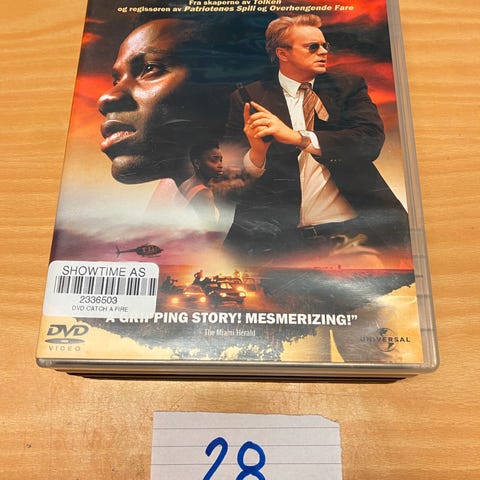 Fra skaperne av Tolken
og regissøren av Patriotenes Spill og Overhengende Fare
SHOWTIME AS
2336503
DVD CATCH A FIRE
"A GRIPPING STORY! MESMERIZING!"
The Miami Herald
DVD
VIDEO
UNIVERSAL
28